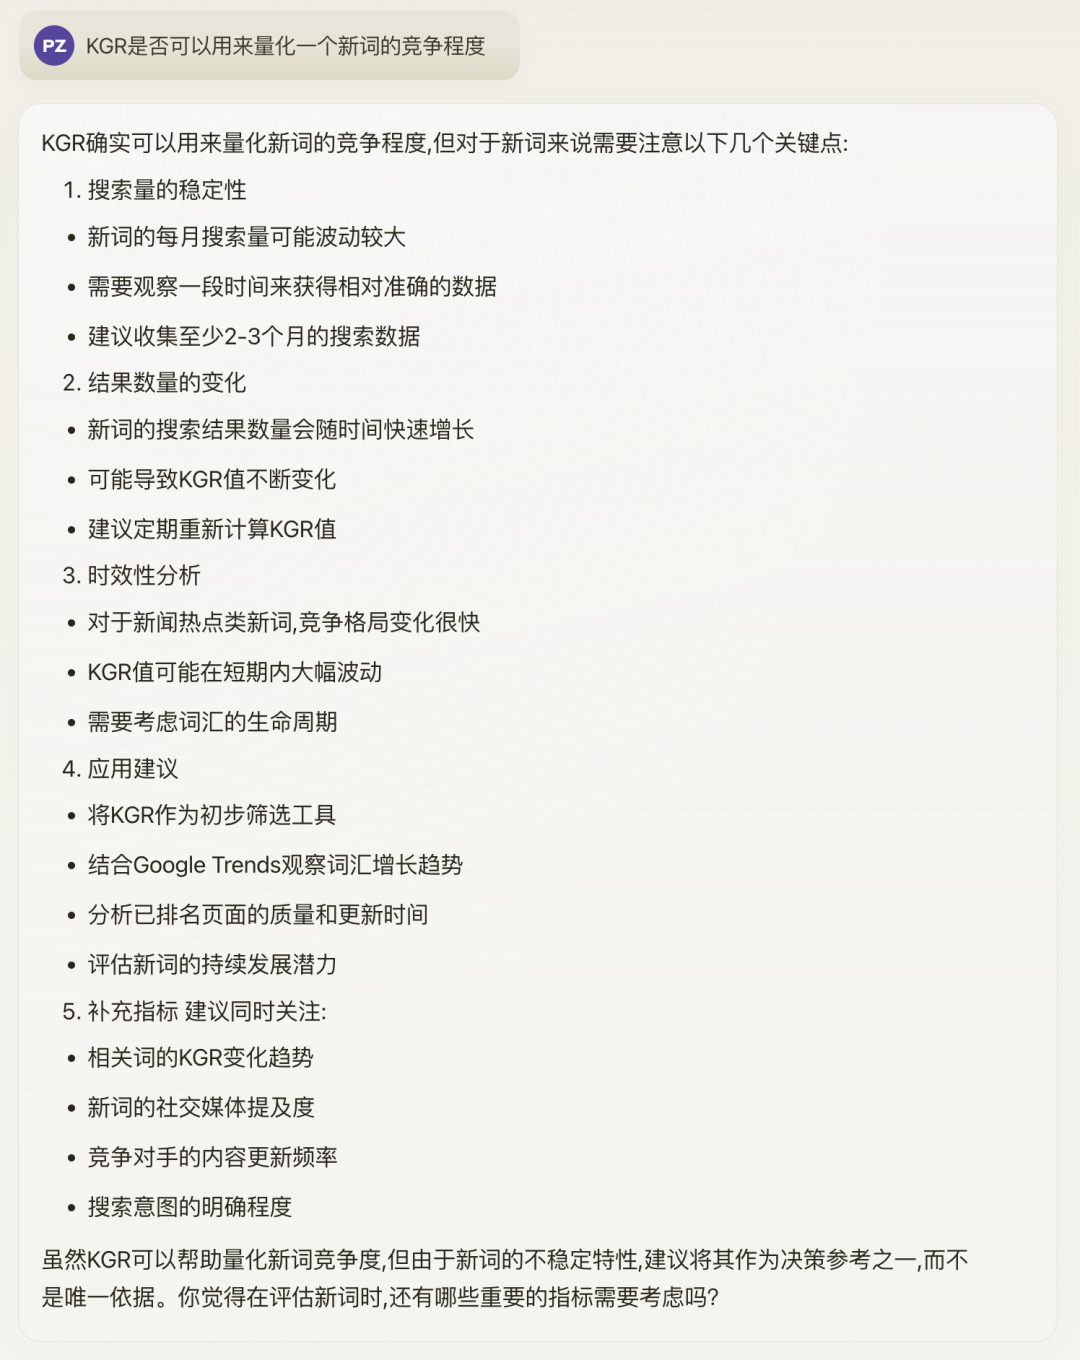 PZ KGR是否可以用来量化一个新词的竞争程度
KGR确实可以用来量化新词的竞争程度,但对于新词来说需要注意以下几个关键点:
1. 搜索量的稳定性
• 新词的每月搜索量可能波动较大
• 需要观察一段时间来获得相对准确的数据
• 建议收集至少2-3个月的搜索数据
2. 结果数量的变化
• 新词的搜索结果数量会随时间快速增长
• 可能导致KGR值不断变化
• 建议定期重新计算KGR值
3. 时效性分析
• 对于新闻热点类新词,竞争格局变化很快
• KGR值可能在短期内大幅波动
• 需要考虑词汇的生命周期
4. 应用建议
• 将KGR作为初步筛选工具
• 结合Google Trends观察词汇增长趋势
• 分析已排名页面的质量和更新时间
• 评估新词的持续发展潜力
5. 补充指标 建议同时关注:
• 相关词的KGR变化趋势
• 新词的社交媒体提及度
• 竞争对手的内容更新频率
• 搜索意图的明确程度
虽然KGR可以帮助量化新词竞争度,但由于新词的不稳定特性,建议将其作为决策参考之一,而不
是唯一依据。你觉得在评估新词时,还有哪些重要的指标需要考虑吗?